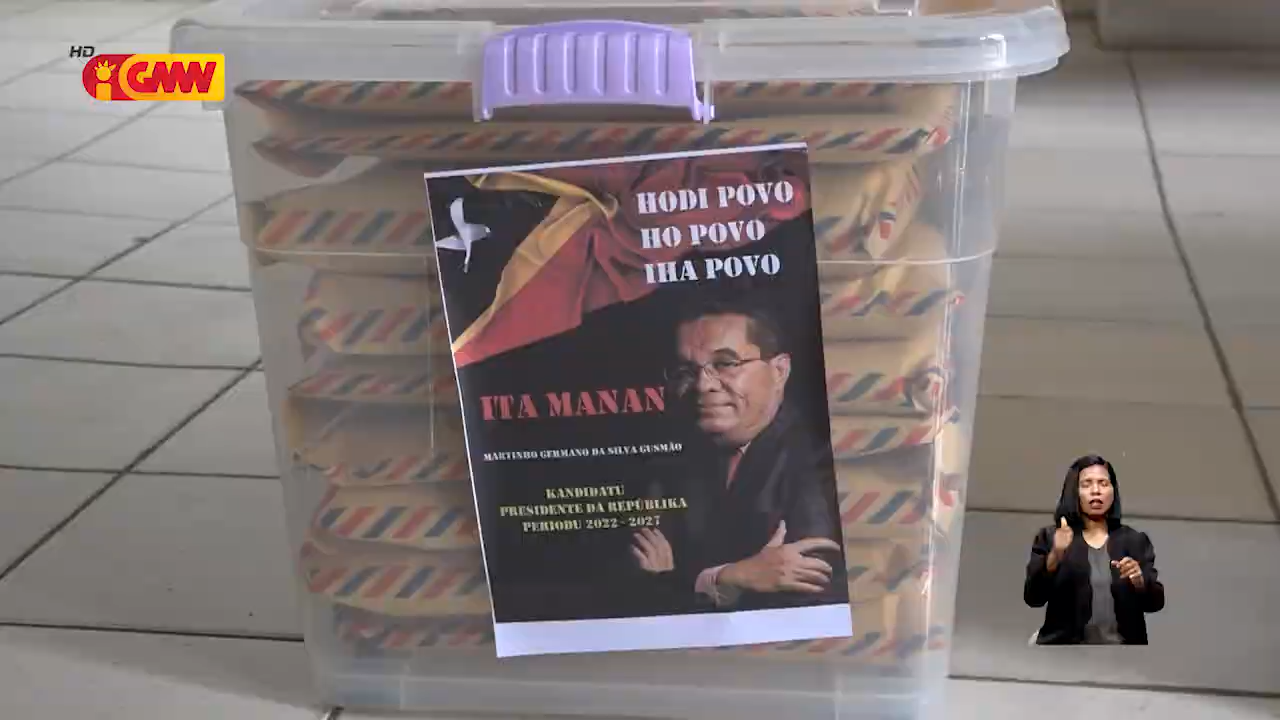 HD
GMN
HODI POVO
HO POVO
IHA POVO
ITA MANAN
MARTINHO GERMANO DA SILVA GUSMÃO
KANDIDATU
PRESIDENTE DA REPÚBLIKA
PERIODU 2022 - 2027